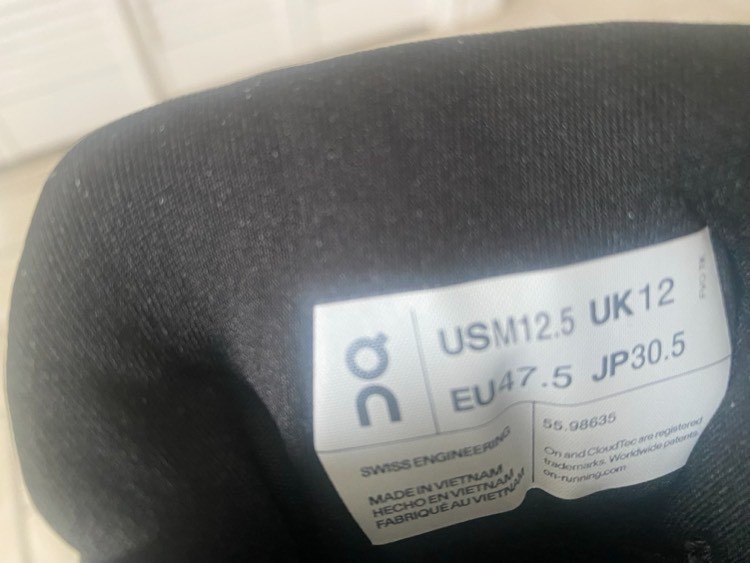 On
USM12.5 UK12
EU47.5 JP30.5
SWISS ENGINEERING
MADE IN VIETNAM
HECHO EN VIETNAM
FABRIQUÉ AU VIETNAM
55.98635
On and CloudTec are registered
trademarks. Worldwide patents.
on-running.com